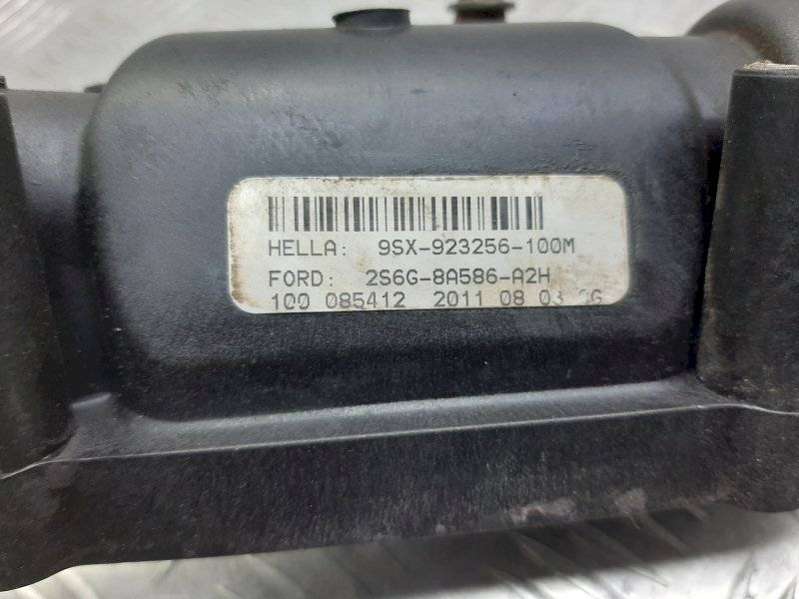 HELLA: 9SX-923256-100M
FORD: 2S6G-8A586-A2H
100 085412 2011 08 03